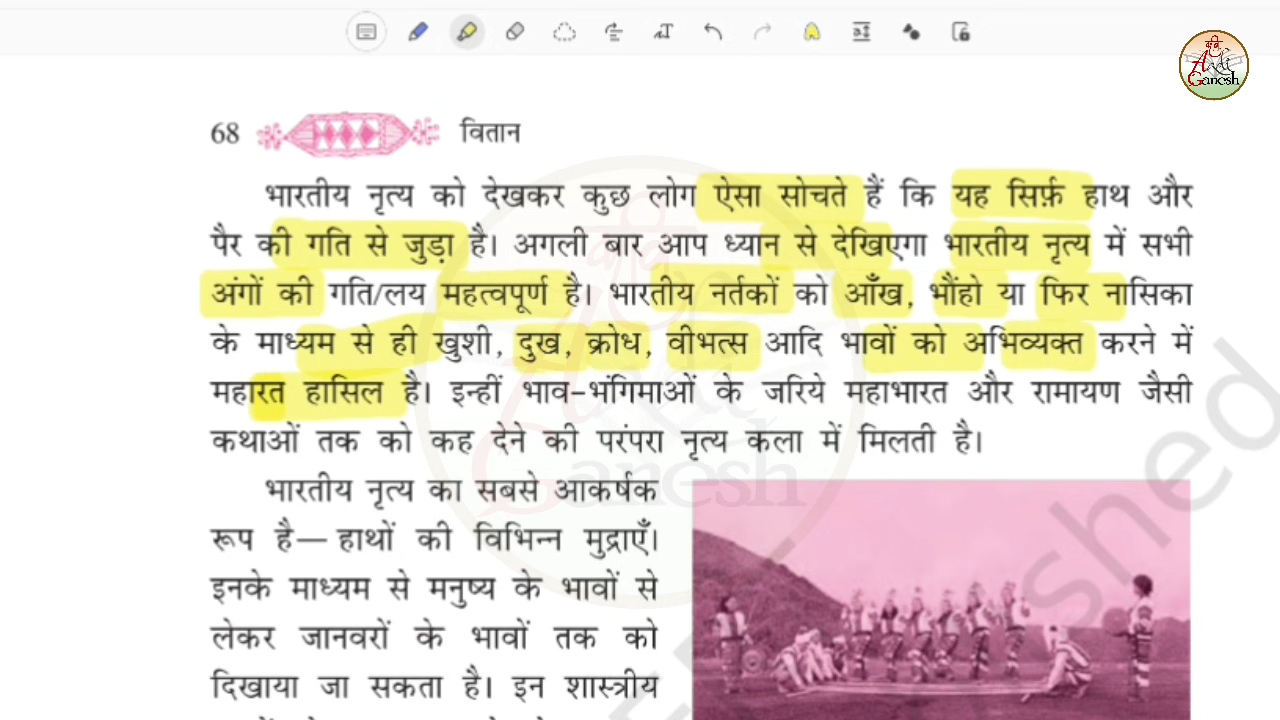 68 वितान
भारतीय नृत्य को देखकर कुछ लोग ऐसा सोचते हैं कि यह सिर्फ़ हाथ और
पैर की गति से जुड़ा है। अगली बार आप ध्यान से देखिएगा भारतीय नृत्य में सभी
अंगों की गति/लय महत्वपूर्ण है। भारतीय नर्तकों को आँख, भौंहो या फिर नासिका
के माध्यम से ही खुशी, दुख, क्रोध, वीभत्स आदि भावों को अभिव्यक्त करने में
महारत हासिल है। इन्हीं भाव-भंगिमाओं के जरिये महाभारत और रामायण जैसी
कथाओं तक को कह देने की परंपरा नृत्य कला में मिलती है।
भारतीय नृत्य का सबसे आकर्षक
रूप है— हाथों की विभिन्न मुद्राएँ।
इनके माध्यम से मनुष्य के भावों से
लेकर जानवरों के भावों तक को
दिखाया जा सकता है। इन शास्त्रीय
Ganesh
shed